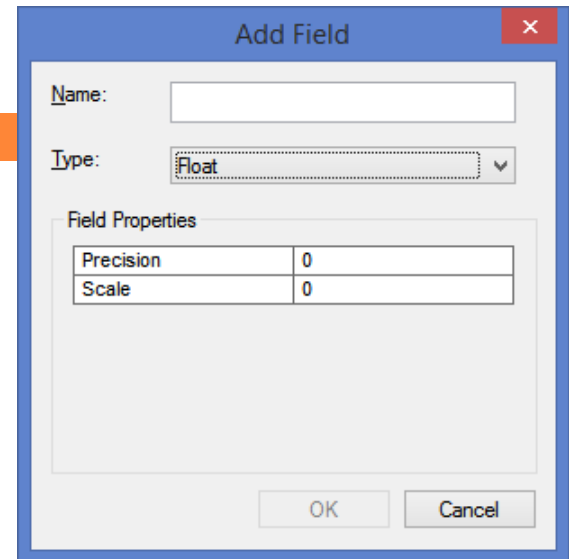 Add Field
Name:
Type: Float
Field Properties
Precision 0
Scale 0
OK Cancel